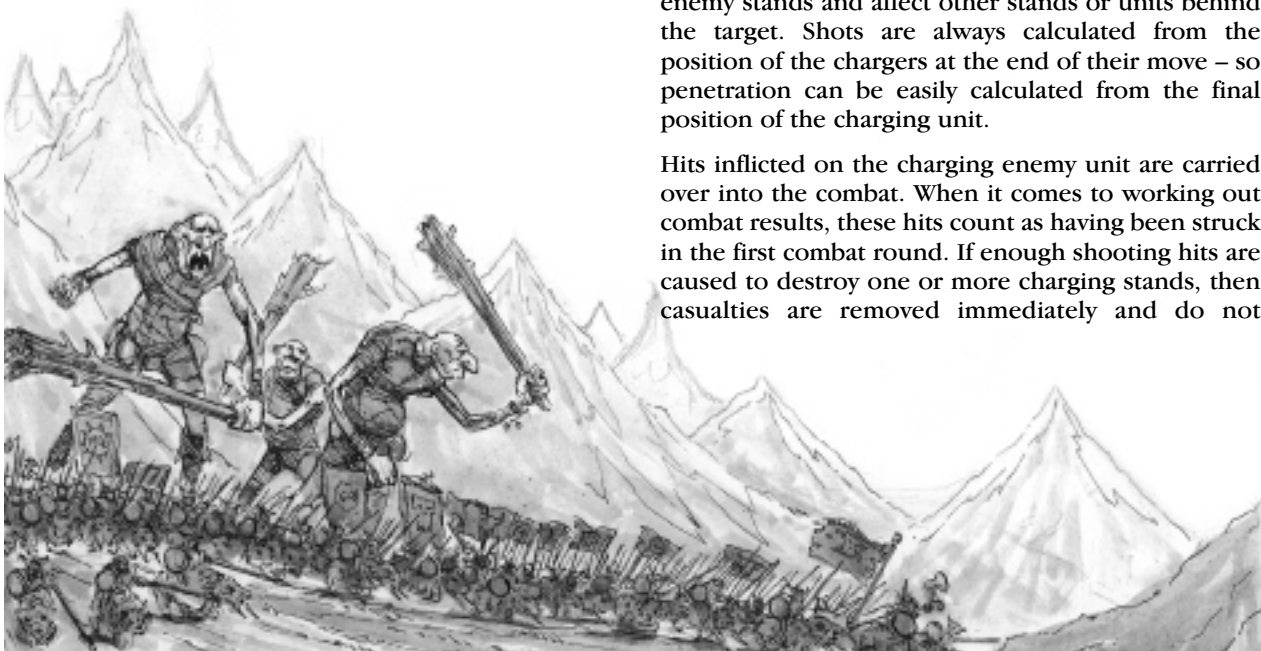 enemy stands and affect other stands or units behind
the target. Shots are always calculated from the
position of the chargers at the end of their move – so
penetration can be easily calculated from the final
position of the charging unit.
Hits inflicted on the charging enemy unit are carried
over into the combat. When it comes to working out
combat results, these hits count as having been struck
in the first combat round. If enough shooting hits are
caused to destroy one or more charging stands, then
casualties are removed immediately and do not